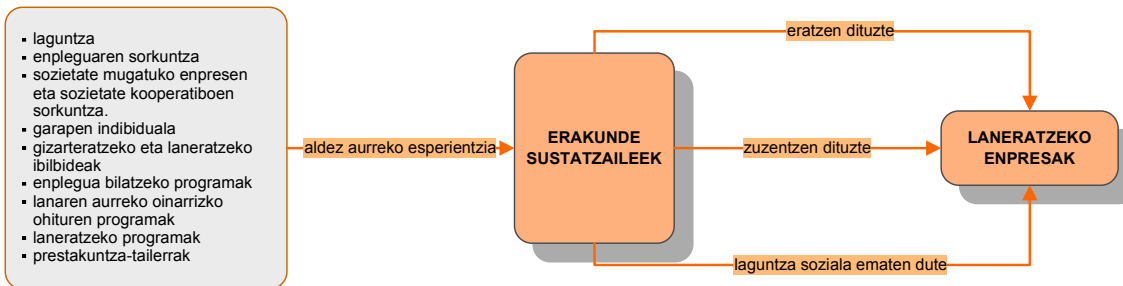 ▪ laguntza
▪ enpleguaren sorkuntza
▪ sozietate mugatuko enpresen
eta sozietate kooperatiboen
sorkuntza.
▪ garapen indibiduala
▪ gizarteratzeko eta laneratzeko
ibilbideak
▪ enplegua bilatzeko programak
▪ lanaren aurreko oinarrizko
ohituren programak
▪ laneratzeko programak
▪ prestakuntza-tailerrak
aldez aurreko esperientzia
ERAKUNDE
SUSTATZAILEEK
eratzen dituzte
zuzentzen dituzte
laguntza soziala ematen dute
LANERATZEKO
ENPRESAK